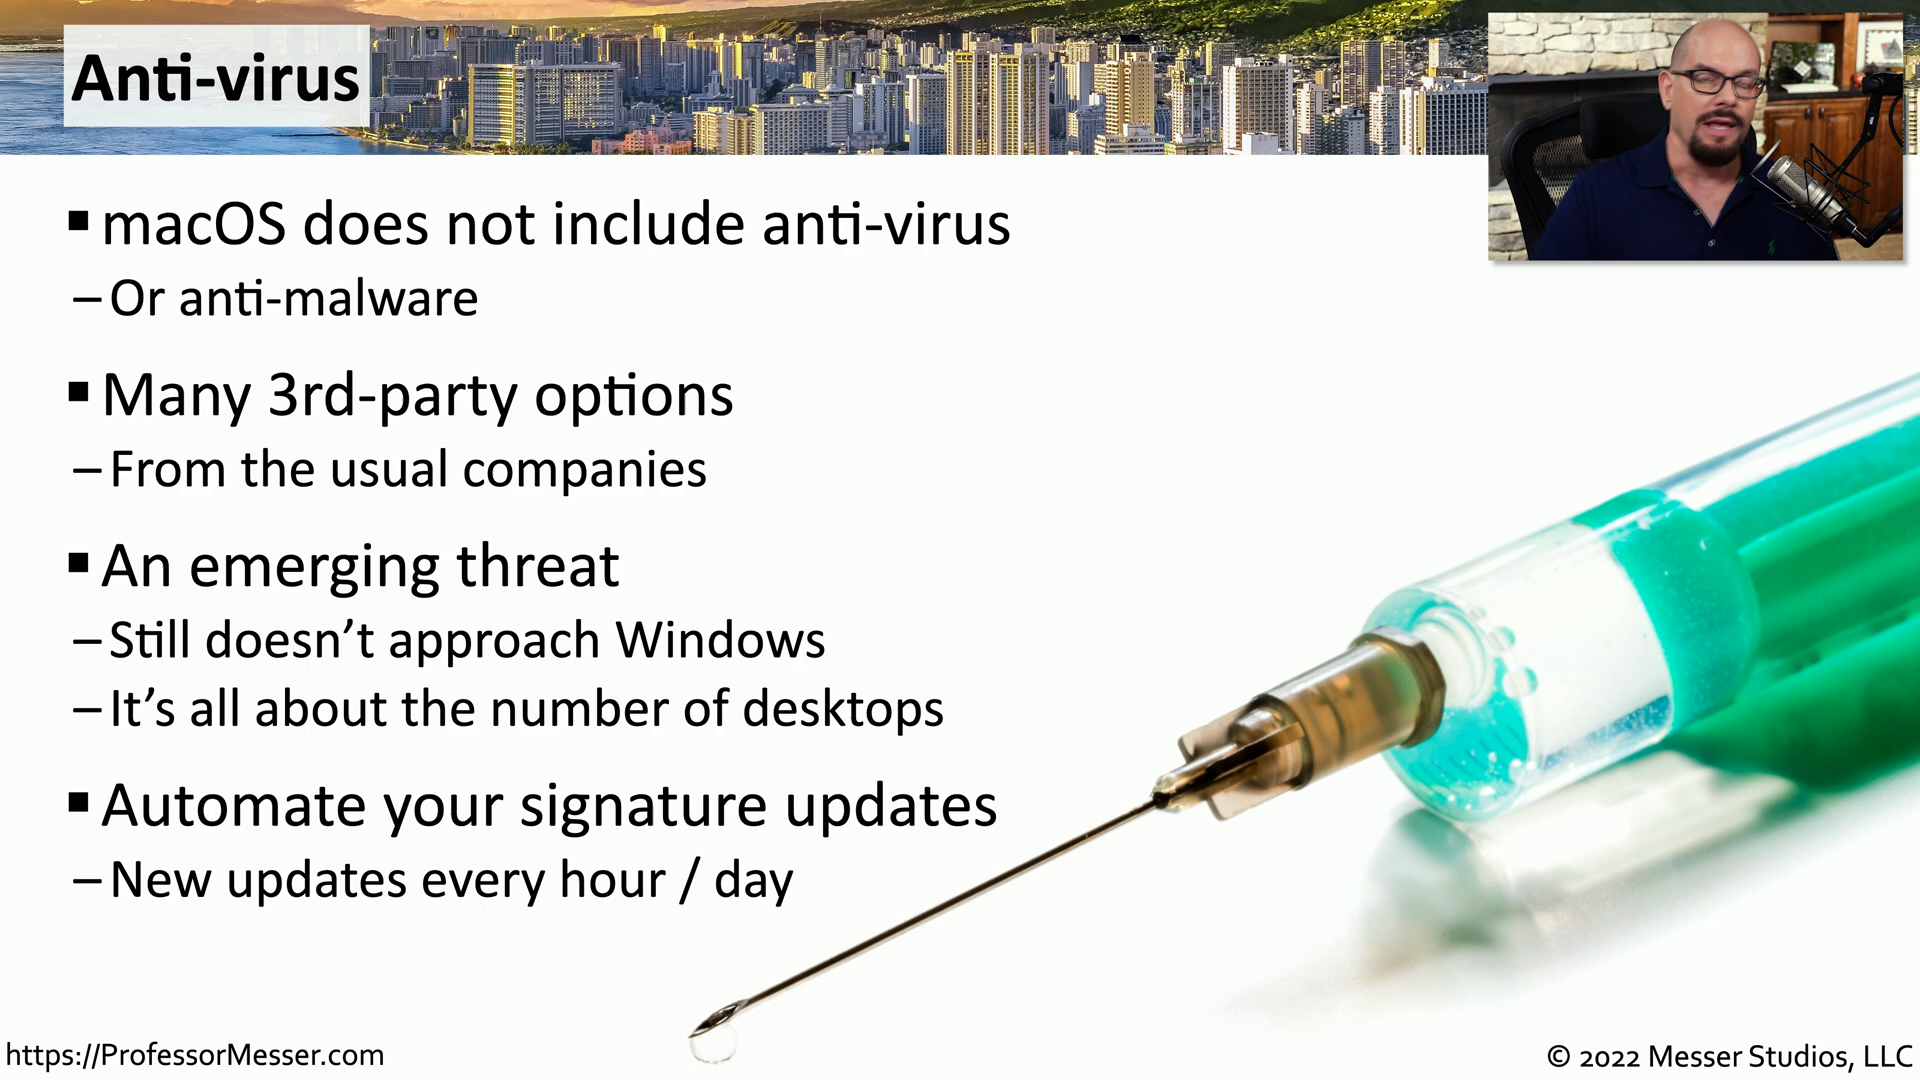 Anti-virus
▪ macOS does not include anti-virus
– Or anti-malware
▪ Many 3rd-party options
– From the usual companies
▪ An emerging threat
– Still doesn’t approach Windows
– It’s all about the number of desktops
▪ Automate your signature updates
– New updates every hour / day
https://ProfessorMesser.com
© 2022 Messer Studios, LLC